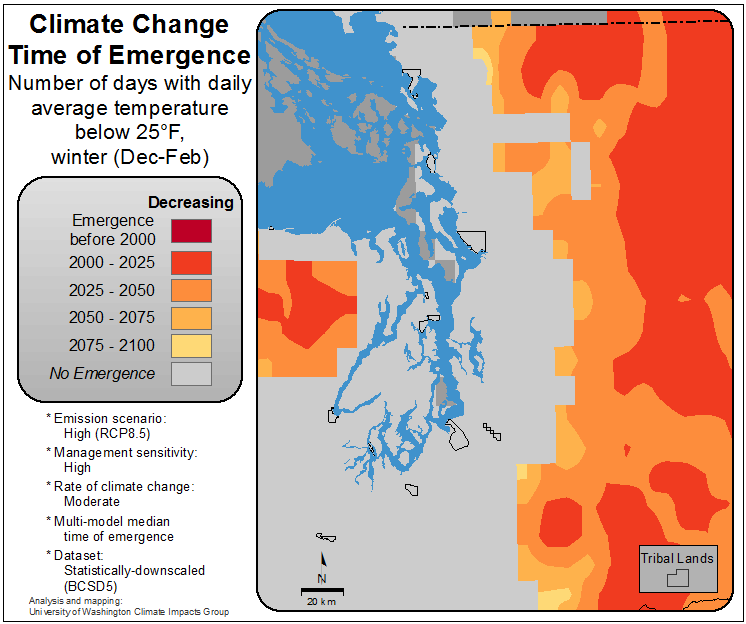 Climate Change
Time of Emergence
Number of days with daily
average temperature
below 25°F,
winter (Dec-Feb)
Decreasing
Emergence
before 2000
2000 - 2025
2025 - 2050
2050 - 2075
2075 - 2100
No Emergence
* Emission scenario:
High (RCP8.5)
* Management sensitivity:
High
* Rate of climate change:
Moderate
* Multi-model median
time of emergence
* Dataset:
Statistically-downscaled
(BCSD5)
Analysis and mapping:
University of Washington Climate Impacts Group
N
20 km
Tribal Lands